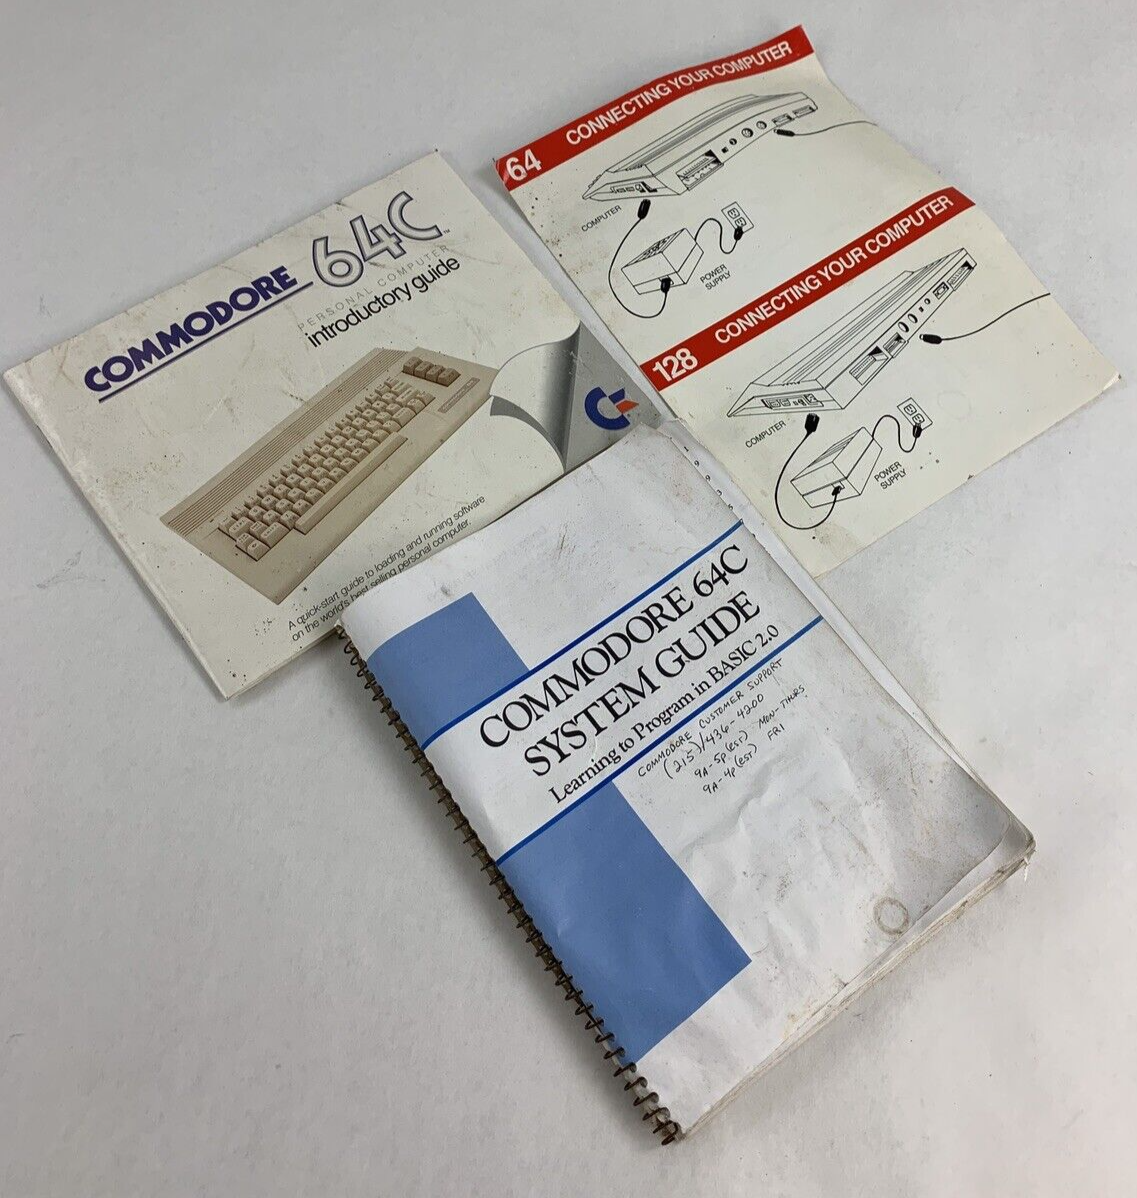 COMMODORE 64C™
PERSONAL COMPUTER
introductory guide
A quick-start guide to loading and running software
on the world's best selling personal computer.
64 CONNECTING YOUR COMPUTER
COMPUTER
POWER
SUPPLY
128 CONNECTING YOUR COMPUTER
COMPUTER
POWER
SUPPLY
COMMODORE 64C
SYSTEM GUIDE
Learning to Program in BASIC 2.0
COMMODORE CUSTOMER SUPPORT
(215)/436-4200
9A-5P(EST) MON-THURS
9A-4P(EST) FRI